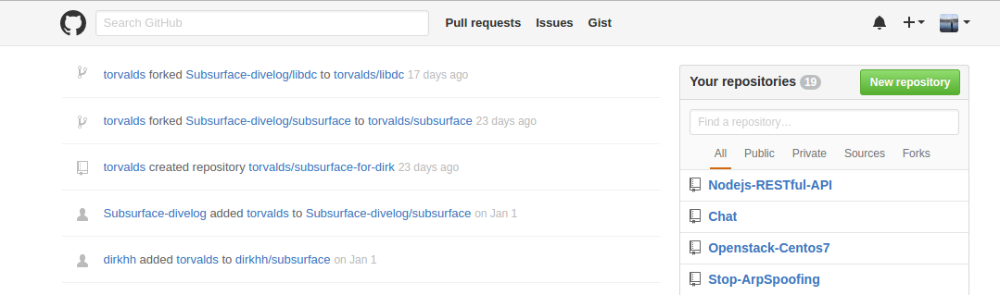 Search GitHub Pull requests Issues Gist
torvalds forked Subsurface-divelog/libdc to torvalds/libdc 17 days ago
torvalds forked Subsurface-divelog/subsurface to torvalds/subsurface 23 days ago
torvalds created repository torvalds/subsurface-for-dirk 23 days ago
Subsurface-divelog added torvalds to Subsurface-divelog/subsurface on Jan 1
dirkhh added torvalds to dirkhh/subsurface on Jan 1
Your repositories 19 New repository
Find a repository…
All Public Private Sources Forks
Nodejs-RESTful-API
Chat
Openstack-Centos7
Stop-ArpSpoofing